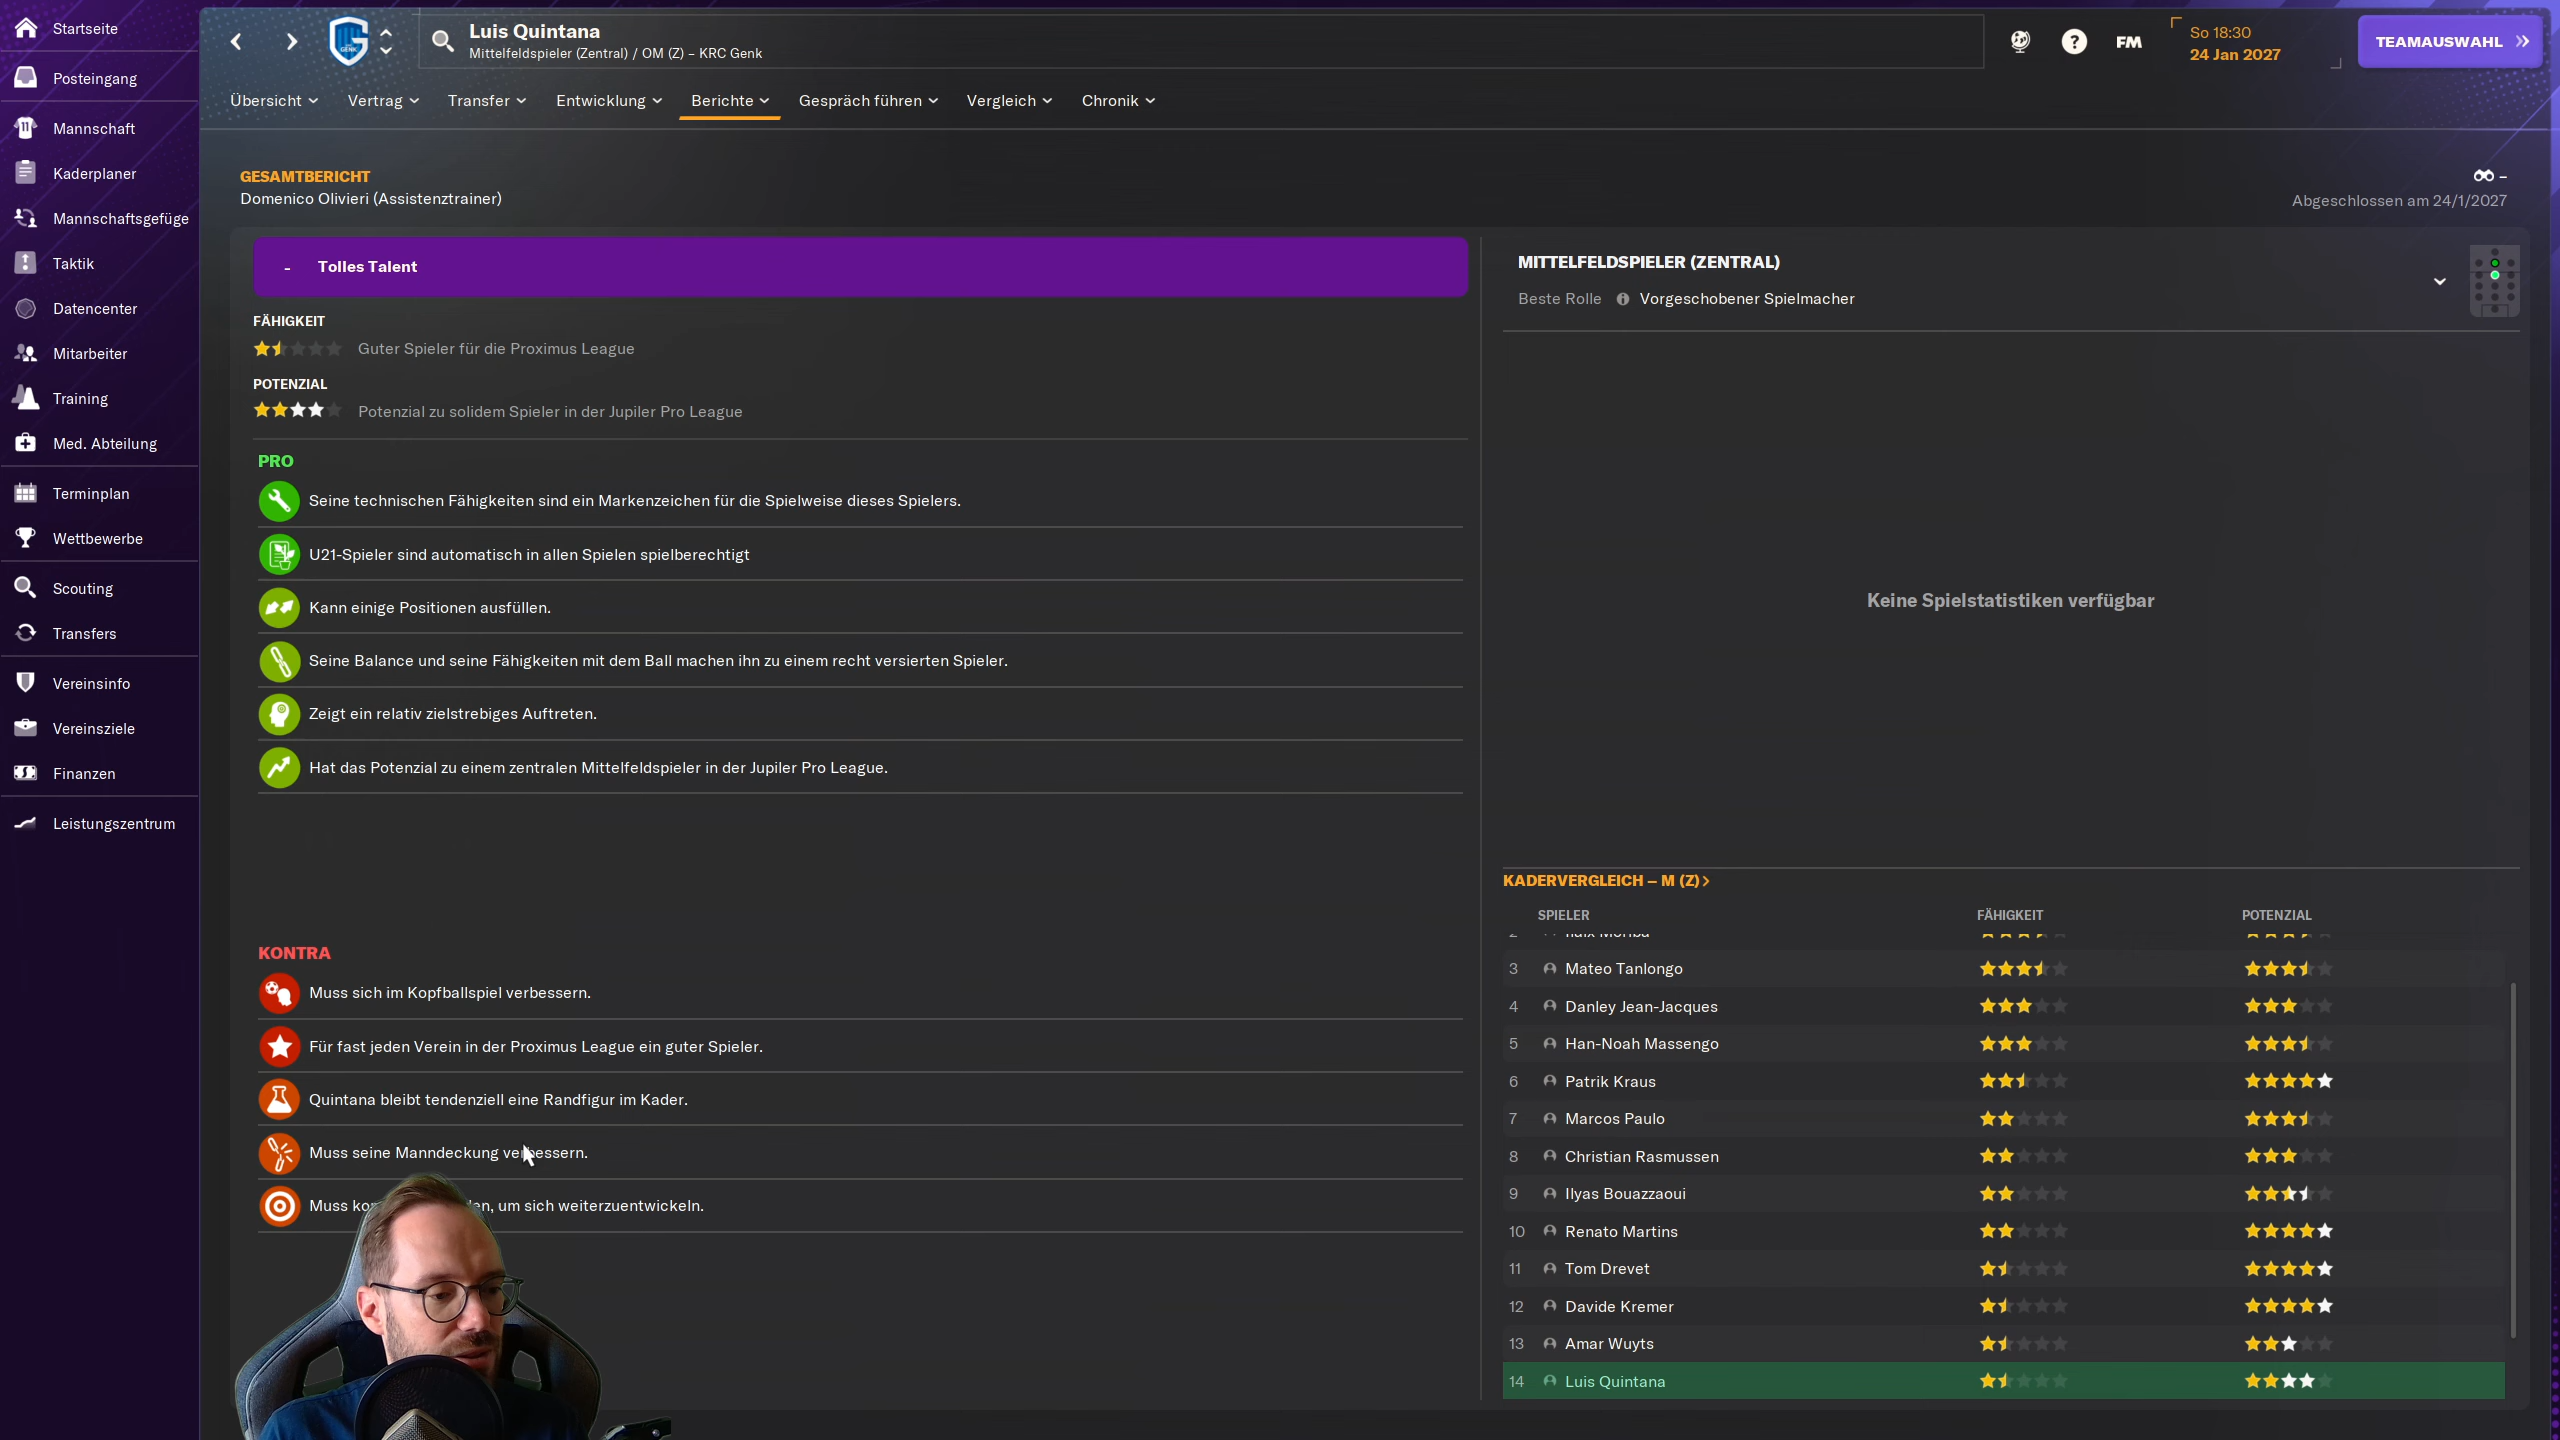 Startseite
Posteingang
Mannschaft
Kaderplaner
Mannschaftsgefüge
Taktik
Datencenter
Mitarbeiter
Training
Med. Abteilung
Terminplan
Wettbewerbe
Scouting
Transfers
Vereinsinfo
Vereinsziele
Finanzen
Leistungszentrum
Luis Quintana
Mittelfeldspieler (Zentral) / OM (Z) – KRC Genk
FM
So 18:30
24 Jan 2027
TEAMAUSWAHL
Übersicht Vertrag Transfer Entwicklung Berichte Gespräch führen Vergleich Chronik
GESAMTBERICHT
Domenico Olivieri (Assistenztrainer)
–
Abgeschlossen am 24/1/2027
- Tolles Talent
FÄHIGKEIT
Guter Spieler für die Proximus League
POTENZIAL
Potenzial zu solidem Spieler in der Jupiler Pro League
PRO
Seine technischen Fähigkeiten sind ein Markenzeichen für die Spielweise dieses Spielers.
U21-Spieler sind automatisch in allen Spielen spielberechtigt
Kann einige Positionen ausfüllen.
Seine Balance und seine Fähigkeiten mit dem Ball machen ihn zu einem recht versierten Spieler.
Zeigt ein relativ zielstrebiges Auftreten.
Hat das Potenzial zu einem zentralen Mittelfeldspieler in der Jupiler Pro League.
KONTRA
Muss sich im Kopfballspiel verbessern.
Für fast jeden Verein in der Proximus League ein guter Spieler.
Quintana bleibt tendenziell eine Randfigur im Kader.
Muss seine Manndeckung verbessern.
Muss um sich weiterzuentwickeln.
MITTELFELDSPIELER (ZENTRAL)
Beste Rolle Vorgeschobener Spielmacher
Keine Spielstatistiken verfügbar
KADERVERGLEICH – M (Z)
SPIELER FÄHIGKEIT POTENZIAL
3 Mateo Tanlongo
4 Danley Jean-Jacques
5 Han-Noah Massengo
6 Patrik Kraus
7 Marcos Paulo
8 Christian Rasmussen
9 Ilyas Bouazzaoui
10 Renato Martins
11 Tom Drevet
12 Davide Kremer
13 Amar Wuyts
14 Luis Quintana